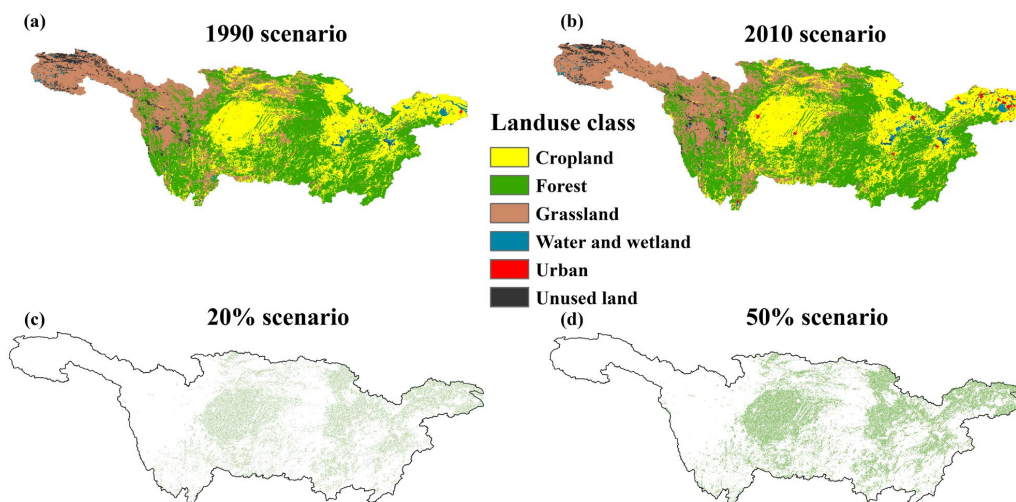 (a)
1990 scenario
(b)
2010 scenario
Landuse class
Cropland
Forest
Grassland
Water and wetland
Urban
Unused land
(c)
20% scenario
(d)
50% scenario